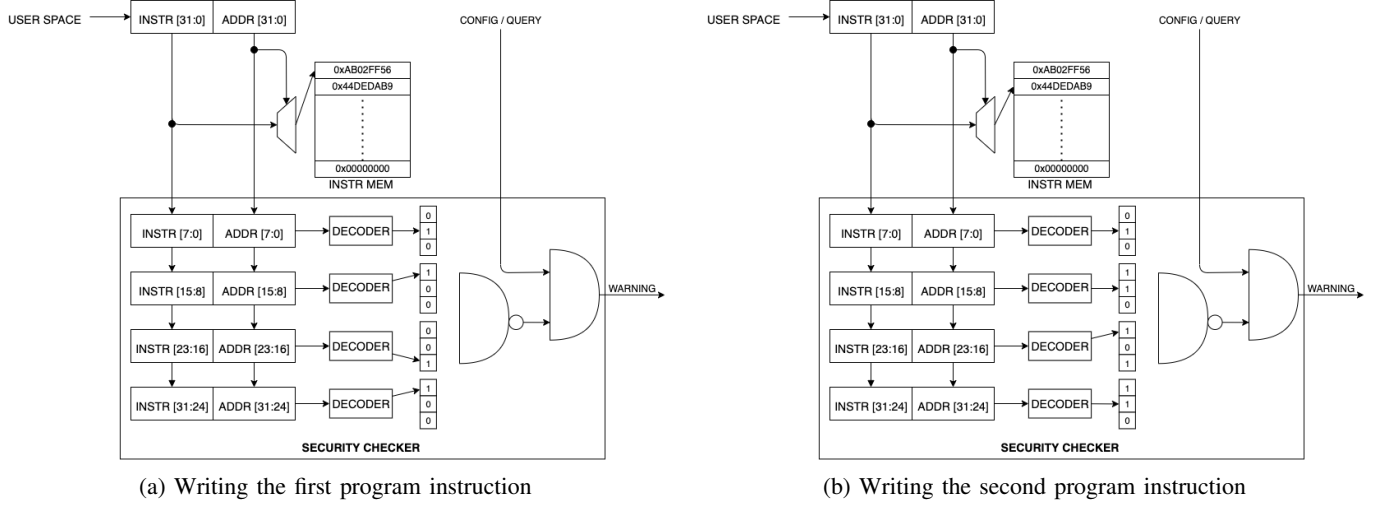 USER SPACE
INSTR [31:0]
ADDR [31:0]
CONFIG / QUERY
0xAB02FF56
0x44DEDAB9
0x00000000
INSTR MEM
INSTR [7:0]
ADDR [7:0]
DECODER
0
1
0
INSTR [15:8]
ADDR [15:8]
DECODER
1
0
0
INSTR [23:16]
ADDR [23:16]
DECODER
0
0
1
INSTR [31:24]
ADDR [31:24]
DECODER
1
0
0
WARNING
SECURITY CHECKER
(a) Writing the first program instruction
USER SPACE
INSTR [31:0]
ADDR [31:0]
CONFIG / QUERY
0xAB02FF56
0x44DEDAB9
0x00000000
INSTR MEM
INSTR [7:0]
ADDR [7:0]
DECODER
0
1
0
INSTR [15:8]
ADDR [15:8]
DECODER
1
1
0
INSTR [23:16]
ADDR [23:16]
DECODER
1
0
1
INSTR [31:24]
ADDR [31:24]
DECODER
1
1
0
WARNING
SECURITY CHECKER
(b) Writing the second program instruction